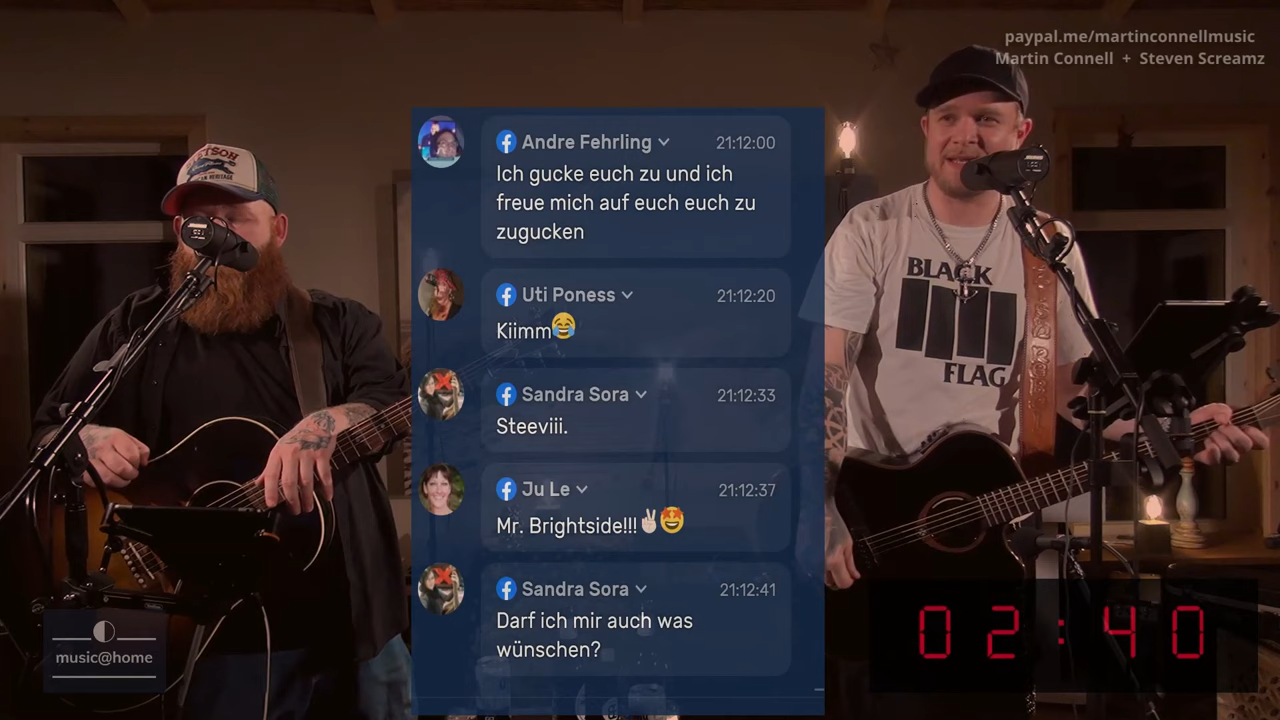 paypal.me/martinconnellmusic
Martin Connell + Steven Screamz
Andre Fehrling 21:12:00
Ich gucke euch zu und ich
freue mich auf euch euch zu
zugucken
Uti Poness 21:12:20
Kiimm😂
Sandra Sora 21:12:33
Steeviii.
Ju Le 21:12:37
Mr. Brightside!!!✌🏻🤩
Sandra Sora 21:12:41
Darf ich mir auch was
wünschen?
BLACK
FLAG
music@home
02:40